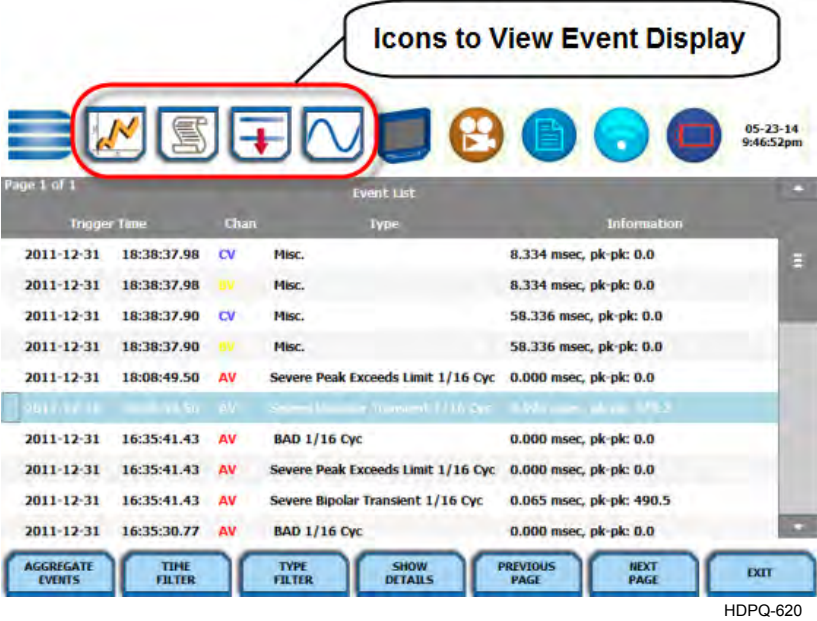 Icons to View Event Display
05-23-14
9:46:52pm
Page 1 of 1
Event List
Trigger Time Chan Type Information
2011-12-31 18:38:37.98 CV Misc. 8.334 msec, pk-pk: 0.0
2011-12-31 18:38:37.98 BV Misc. 8.334 msec, pk-pk: 0.0
2011-12-31 18:38:37.90 CV Misc. 58.336 msec, pk-pk: 0.0
2011-12-31 18:38:37.90 BV Misc. 58.336 msec, pk-pk: 0.0
2011-12-31 18:08:49.50 AV Severe Peak Exceeds Limit 1/16 Cyc 0.000 msec, pk-pk: 0.0
AV Transient 1/16 Cyc
2011-12-31 16:35:41.43 AV BAD 1/16 Cyc 0.000 msec, pk-pk: 0.0
2011-12-31 16:35:41.43 AV Severe Peak Exceeds Limit 1/16 Cyc 0.000 msec, pk-pk: 0.0
2011-12-31 16:35:41.43 AV Severe Bipolar Transient 1/16 Cyc 0.065 msec, pk-pk: 490.5
2011-12-31 16:35:30.77 AV BAD 1/16 Cyc 0.000 msec, pk-pk: 0.0
AGGREGATE EVENTS TIME FILTER TYPE FILTER SHOW DETAILS PREVIOUS PAGE NEXT PAGE EXIT
HDPQ-620